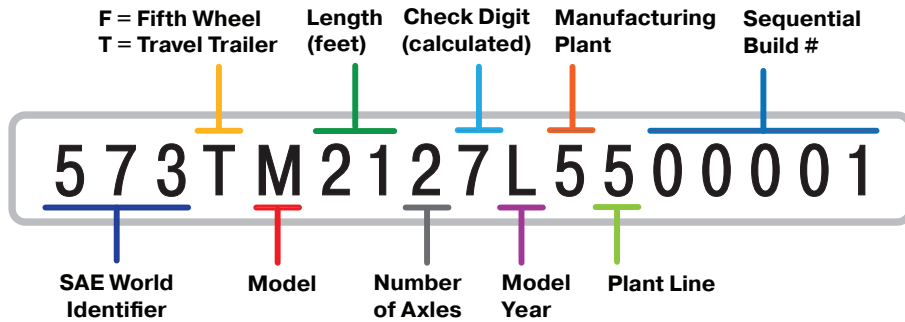 F = Fifth Wheel
T = Travel Trailer
Length
(feet)
Check Digit
(calculated)
Manufacturing
Plant
Sequential
Build #
573TM2127L5500001
SAE World
Identifier
Model
Number
of Axles
Model
Year
Plant Line